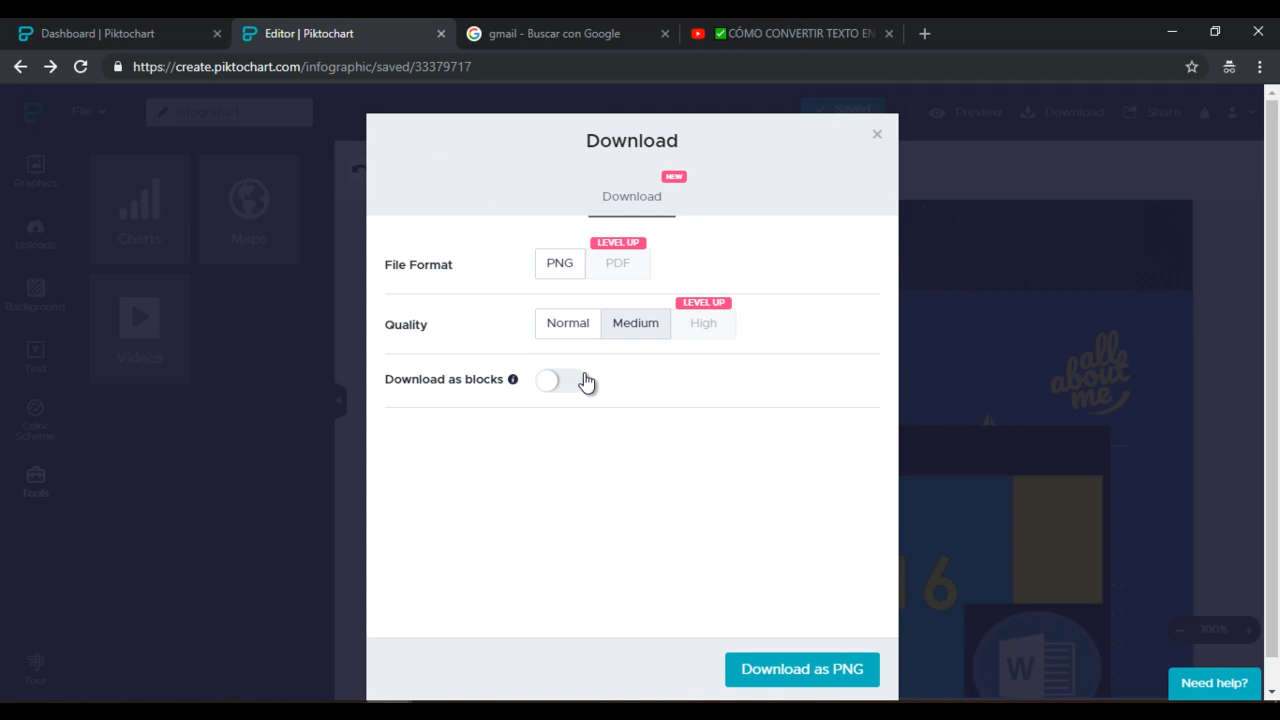 Dashboard | Piktochart
Editor | Piktochart
gmail - Buscar con Google
CÓMO CONVERTIR TEXTO EN
https://create.piktochart.com/infographic/saved/33379717
File
infografia 1
Saved
Preview
Download
Share
Graphics
Uploads
Background
Text
Color
Scheme
Tools
Tour
Charts
Maps
Videos
Download
NEW
Download
File Format
PNG
LEVEL UP
PDF
Quality
Normal
Medium
LEVEL UP
High
Download as blocks
Download as PNG
all
about
me
16
W
100%
Need help?